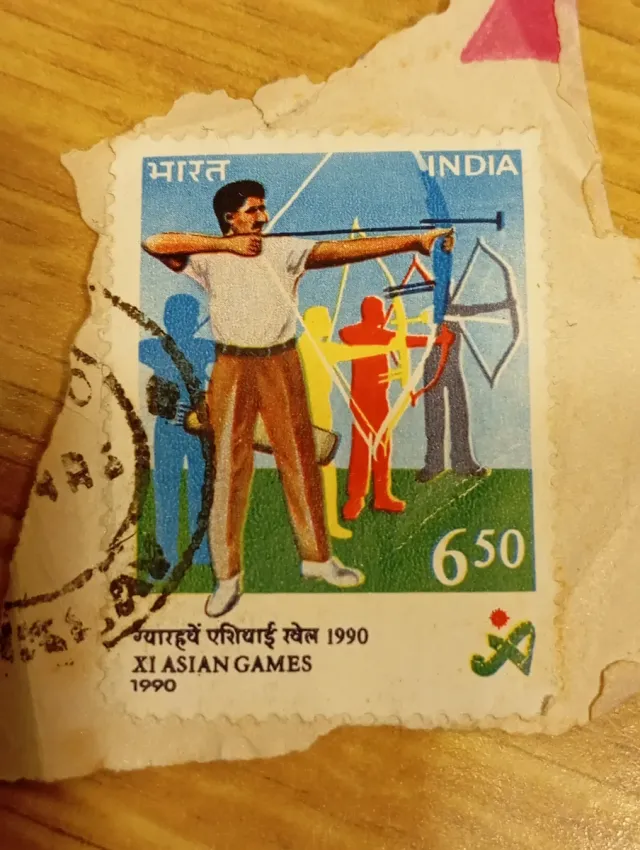 भारत INDIA
6 50
ग्यारहवें एशियाई खेल 1990
XI ASIAN GAMES
1990